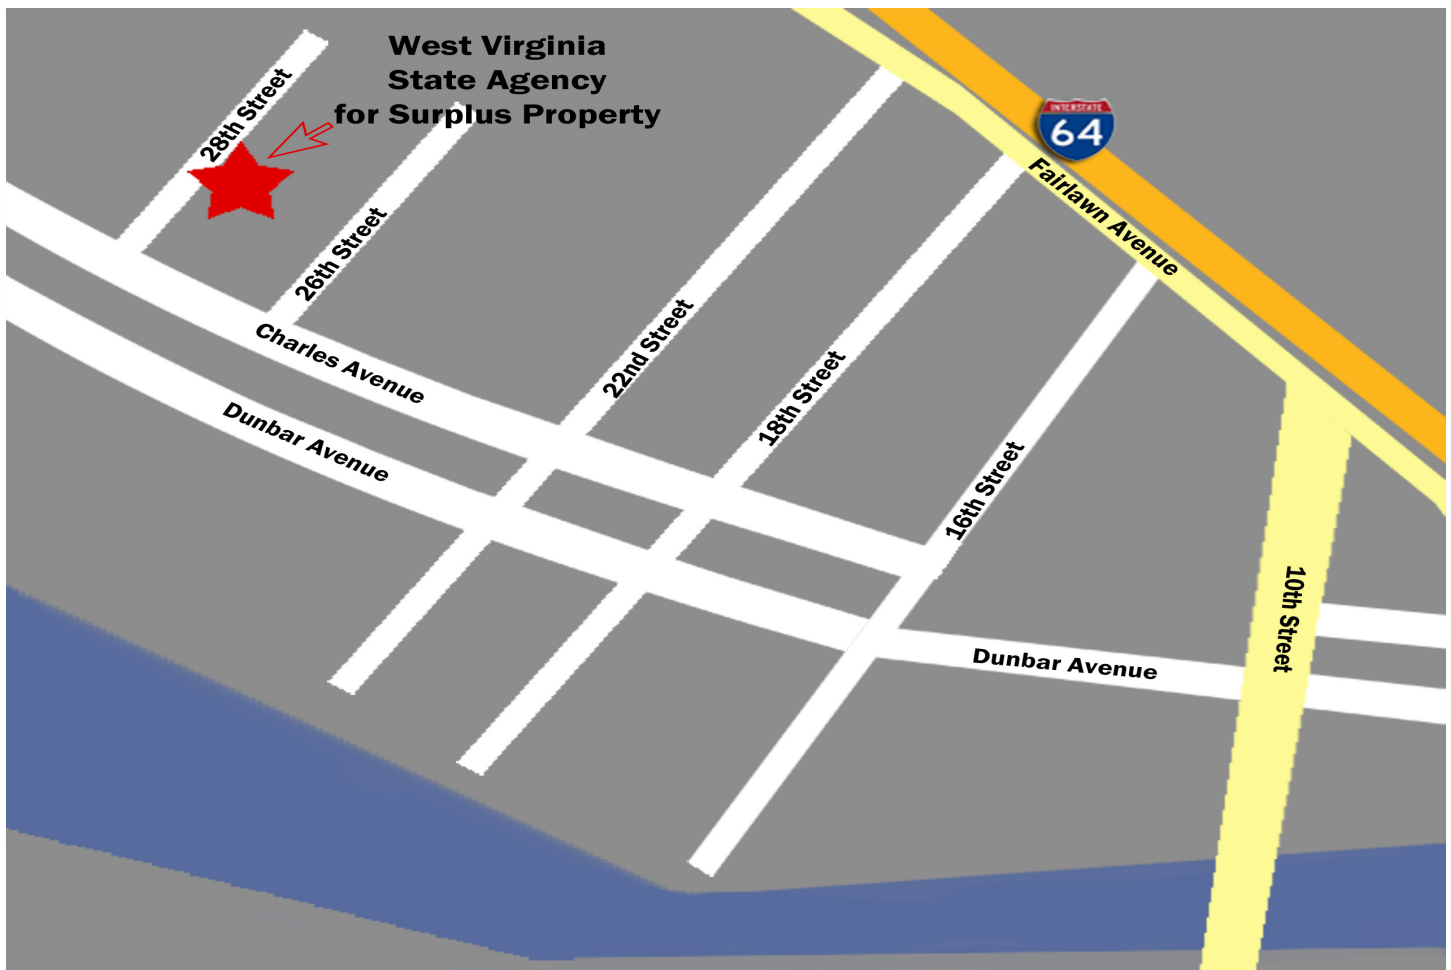 West Virginia
State Agency
for Surplus Property
28th Street
26th Street
INTERSTATE
64
Fairlawn Avenue
22nd Street
18th Street
16th Street
Charles Avenue
Dunbar Avenue
10th Street
Dunbar Avenue